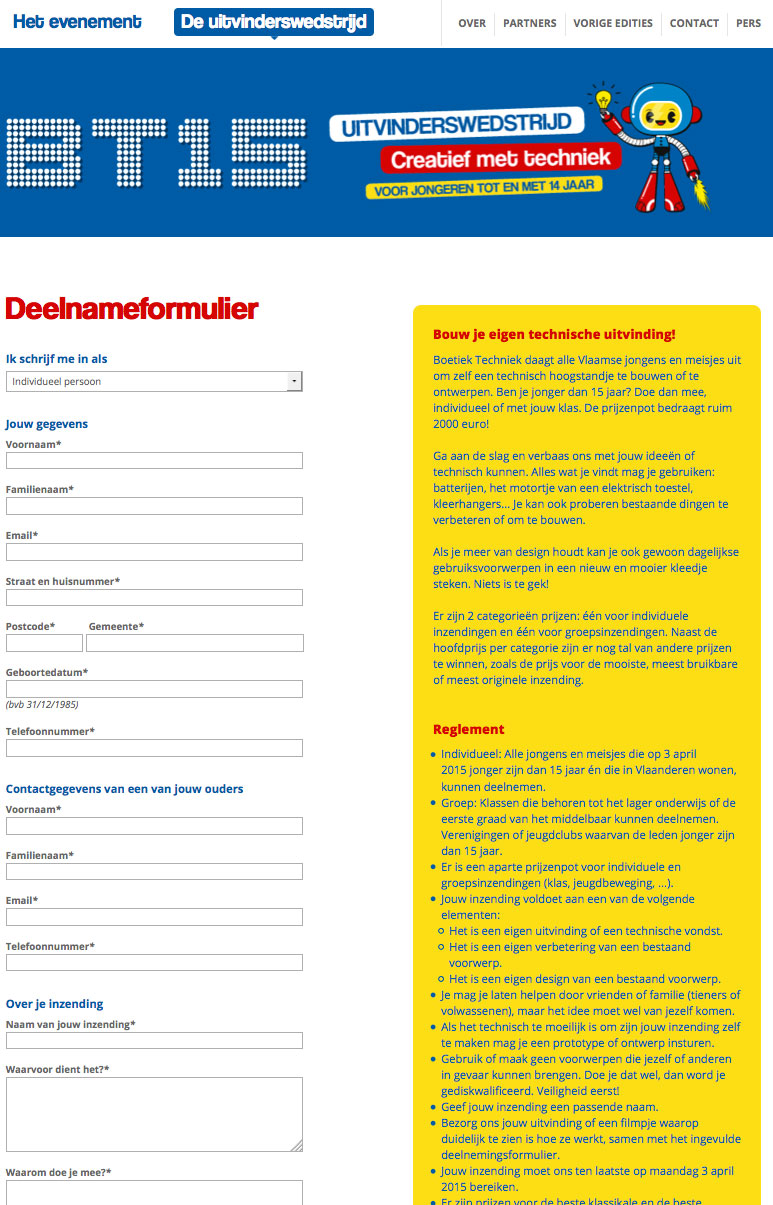 Het evenement
De uitvinderswedstrijd
OVER
PARTNERS
VORIGE EDITIES
CONTACT
PERS
BT15
UITVINDERSWEDSTRIJD
Creatief met techniek
VOOR JONGEREN TOT EN MET 14 JAAR
Deelnameformulier
Ik schrijf me in als
Individueel persoon
Jouw gegevens
Voornaam*
Familienaam*
Email*
Straat en huisnummer*
Postcode* Gemeente*
Geboortedatum*
(bvb 31/12/1985)
Telefoonnummer*
Contactgegevens van een van jouw ouders
Voornaam*
Familienaam*
Email*
Telefoonnummer*
Over je inzending
Naam van jouw inzending*
Waarvoor dient het?*
Waarom doe je mee?*
Bouw je eigen technische uitvinding!
Boetiek Techniek daagt alle Vlaamse jongens en meisjes uit
om zelf een technisch hoogstandje te bouwen of te
ontwerpen. Ben je jonger dan 15 jaar? Doe dan mee,
individueel of met jouw klas. De prijzenpot bedraagt ruim
2000 euro!
Ga aan de slag en verbaas ons met jouw ideeën of
technisch kunnen. Alles wat je vindt mag je gebruiken:
batterijen, het motortje van een elektrisch toestel,
kleerhangers... Je kan ook proberen bestaande dingen te
verbeteren of om te bouwen.
Als je meer van design houdt kan je ook gewoon dagelijkse
gebruiksvoorwerpen in een nieuw en mooier kleedje
steken. Niets is te gek!
Er zijn 2 categorieën prijzen: één voor individuele
inzendingen en één voor groepsinzendingen. Naast de
hoofdprijs per categorie zijn er nog tal van andere prijzen
te winnen, zoals de prijs voor de mooiste, meest bruikbare
of meest originele inzending.
Reglement
• Individueel: Alle jongens en meisjes die op 3 april
2015 jonger zijn dan 15 jaar én die in Vlaanderen wonen,
kunnen deelnemen.
• Groep: Klassen die behoren tot het lager onderwijs of de
eerste graad van het middelbaar kunnen deelnemen.
Verenigingen of jeugdclubs waarvan de leden jonger zijn
dan 15 jaar.
• Er is een aparte prijzenpot voor individuele en
groepsinzendingen (klas, jeugdbeweging, ...).
• Jouw inzending voldoet aan een van de volgende
elementen:
○ Het is een eigen uitvinding of een technische vondst.
○ Het is een eigen verbetering van een bestaand
voorwerp.
○ Het is een eigen design van een bestaand voorwerp.
• Je mag je laten helpen door vrienden of familie (tieners of
volwassenen), maar het idee moet wel van jezelf komen.
• Als het technisch te moeilijk is om zijn jouw inzending zelf
te maken mag je een prototype of ontwerp insturen.
• Gebruik of maak geen voorwerpen die jezelf of anderen
in gevaar kunnen brengen. Doe je dat wel, dan word je
gediskwalificeerd. Veiligheid eerst!
• Geef jouw inzending een passende naam.
• Bezorg ons jouw uitvinding of een filmpje waarop
duidelijk te zien is hoe ze werkt, samen met het ingevulde
deelnemingsformulier.
• Jouw inzending moet ons ten laatste op maandag 3 april
2015 bereiken.
• Er zijn prijzen voor de beste klassikale en de beste